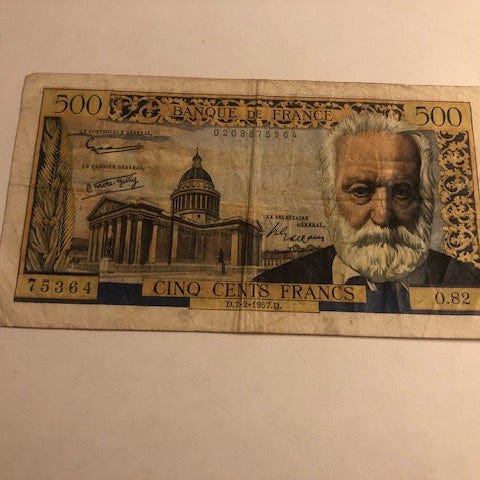 500 BANQUE DE FRANCE 500
0203875364
LE CONTROLEUR GÉNÉRAL,
LE CAISSIER GÉNÉRAL,
LE SECRÉTAIRE
GÉNÉRAL,
75364
CINQ CENTS FRANCS
O.82
D.7-2-1957.D.